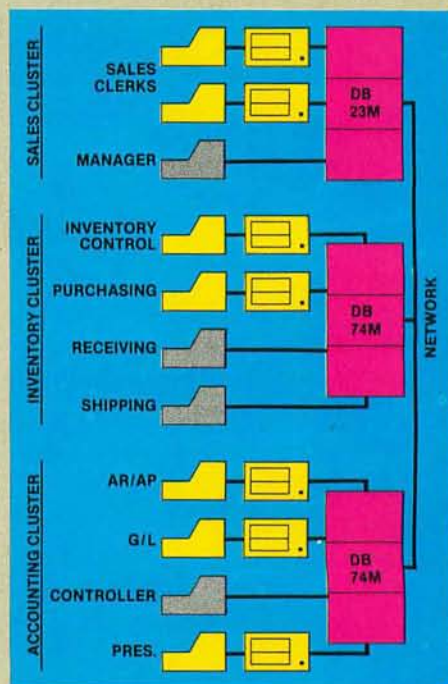 SALES CLUSTER
SALES
CLERKS
MANAGER
DB
23M
INVENTORY CLUSTER
INVENTORY
CONTROL
PURCHASING
RECEIVING
SHIPPING
DB
74M
NETWORK
ACCOUNTING CLUSTER
AR/AP
G/L
CONTROLLER
PRES.
DB
74M